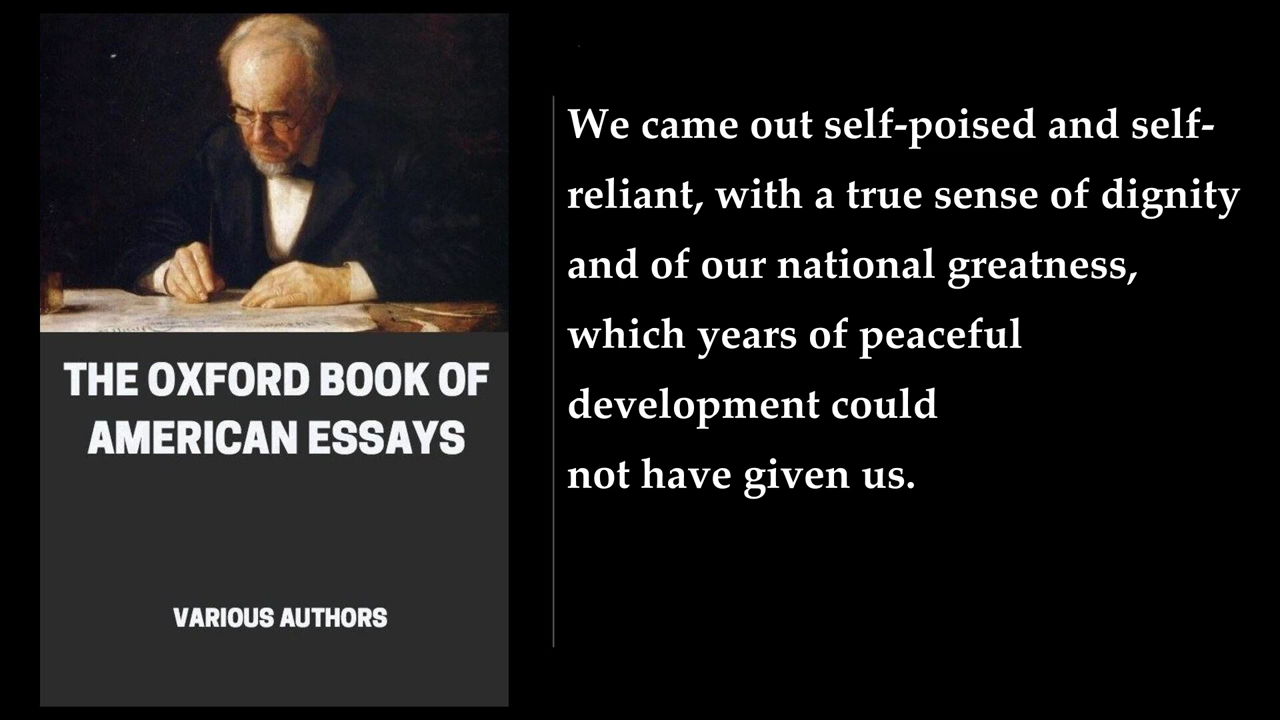 THE OXFORD BOOK OF
AMERICAN ESSAYS
VARIOUS AUTHORS
We came out self-poised and self-
reliant, with a true sense of dignity
and of our national greatness,
which years of peaceful
development could
not have given us.